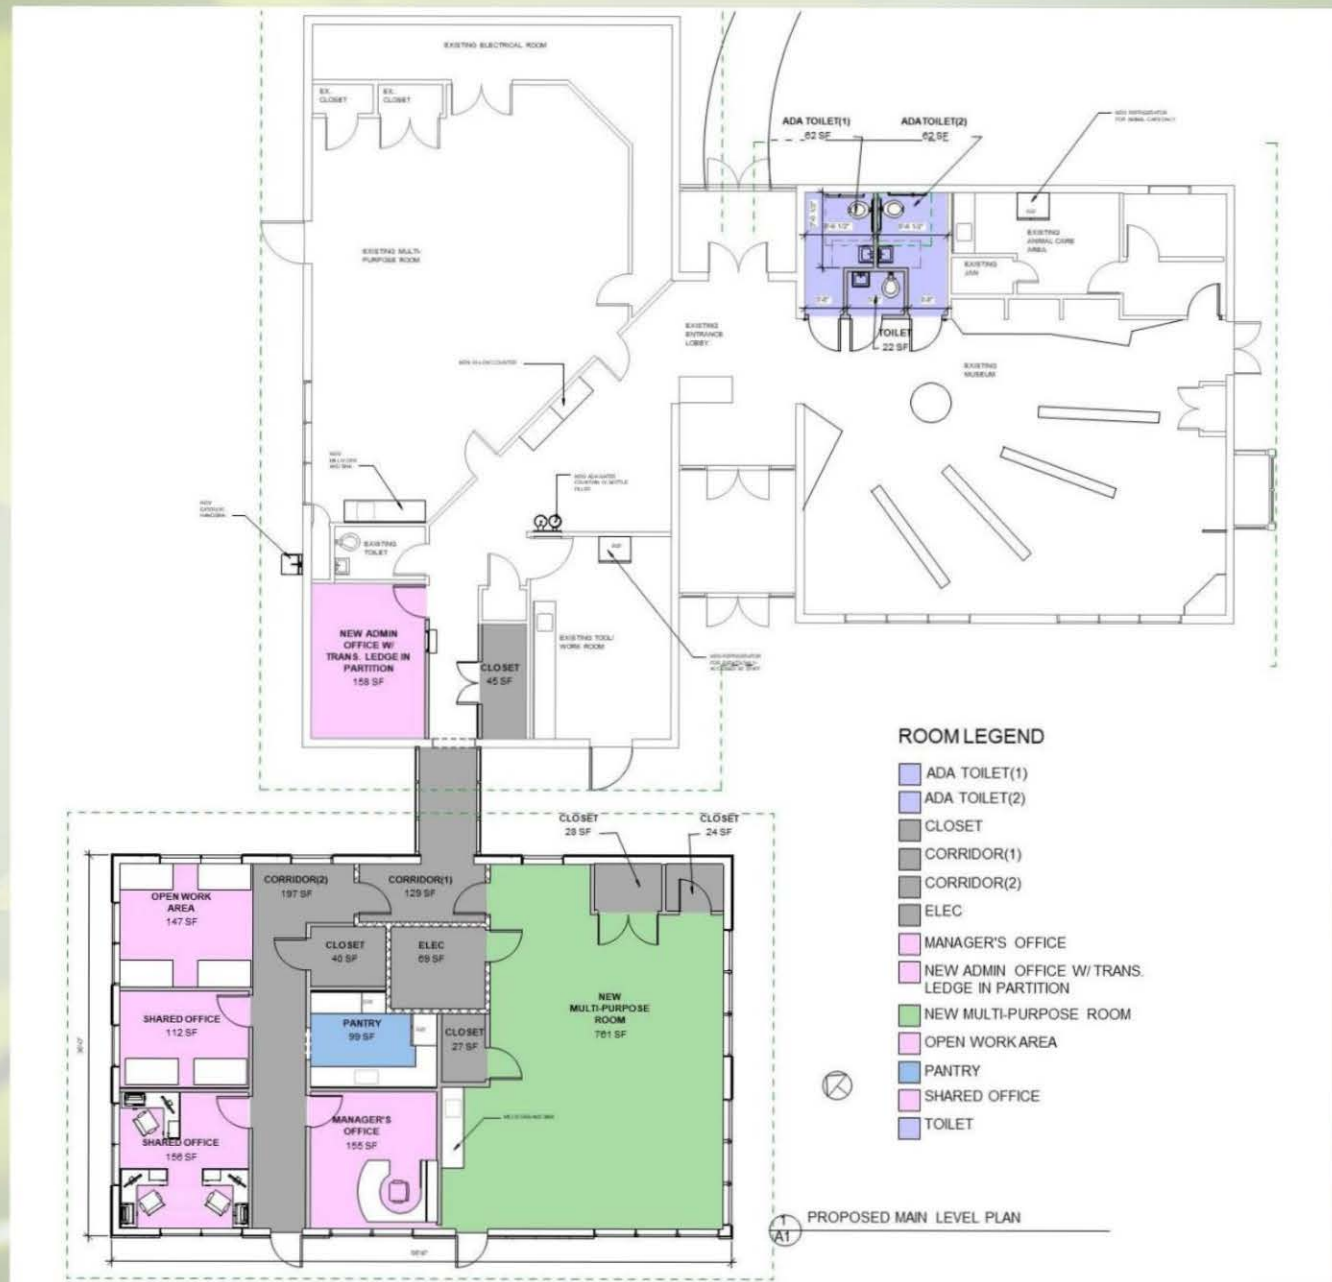 EXISTING ELECTRICAL ROOM
EX.
CLOSET
EX.
CLOSET
ADA TOILET(1)
62 SF
ADA TOILET(2)
62 SF
EXISTING MULTI-
PURPOSE ROOM
EXISTING
ANIMAL CARE
AREA
EXISTING
JAN
EXISTING
ENTRANCE
LOBBY
TOILET
22 SF
EXISTING
MUSEUM
EXISTING
TOILET
NEW ADMIN
OFFICE W/
TRANS. LEDGE IN
PARTITION
158 SF
CLOSET
45 SF
EXISTING TOOL/
WORK ROOM
ROOM LEGEND
ADA TOILET(1)
ADA TOILET(2)
CLOSET
CORRIDOR(1)
CORRIDOR(2)
ELEC
MANAGER'S OFFICE
NEW ADMIN OFFICE W/ TRANS.
LEDGE IN PARTITION
NEW MULTI-PURPOSE ROOM
OPEN WORK AREA
PANTRY
SHARED OFFICE
TOILET
CLOSET
28 SF
CLOSET
24 SF
CORRIDOR(2)
197 SF
CORRIDOR(1)
129 SF
OPEN WORK
AREA
147 SF
CLOSET
40 SF
ELEC
69 SF
NEW
MULTI-PURPOSE
ROOM
761 SF
SHARED OFFICE
112 SF
PANTRY
99 SF
CLOSET
27 SF
MANAGER'S
OFFICE
155 SF
SHARED OFFICE
156 SF
1
A1
PROPOSED MAIN LEVEL PLAN